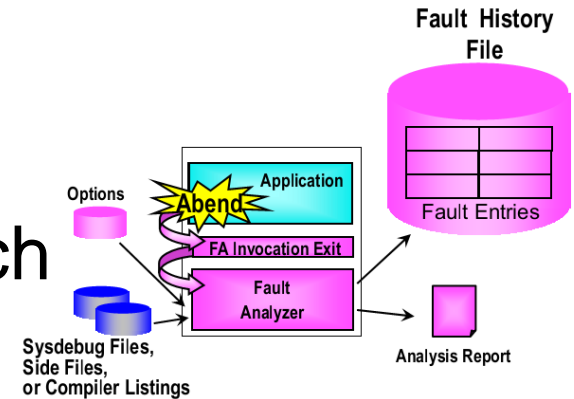 Fault History
File
Fault Entries
Options
Application
Abend
ch
FA Invocation Exit
Fault
Analyzer
Sysdebug Files,
Side Files,
or Compiler Listings
Analysis Report